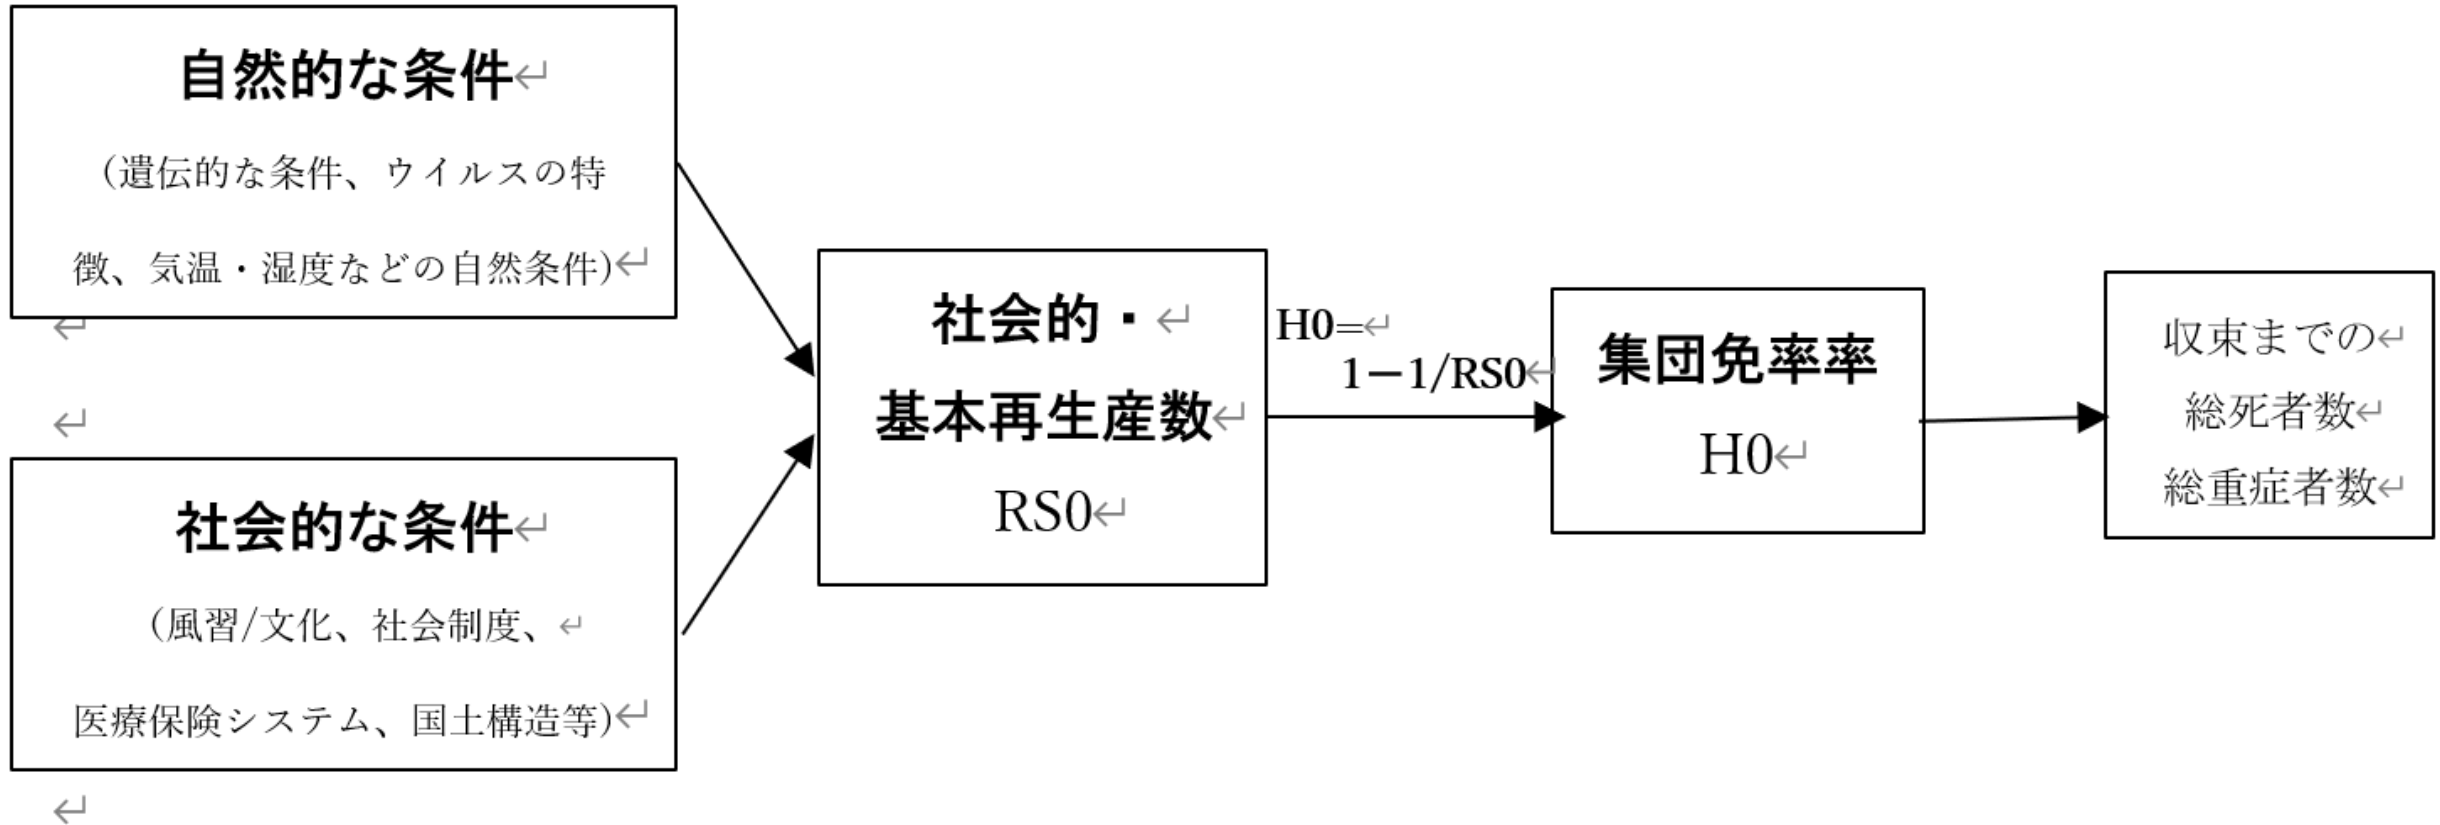 自然的な条件↵
（遺伝的な条件、ウイルスの特
徴、気温・湿度などの自然条件)↵
↵
↵
社会的な条件↵
（風習/文化、社会制度、↵
医療保険システム、国土構造等)↵
↵
社会的・↵
基本再生産数↵
RS0↵
H0=↵
1－1/RS0↵
集団免率率
H0↵
収束までの↵
総死者数↵
総重症者数↵